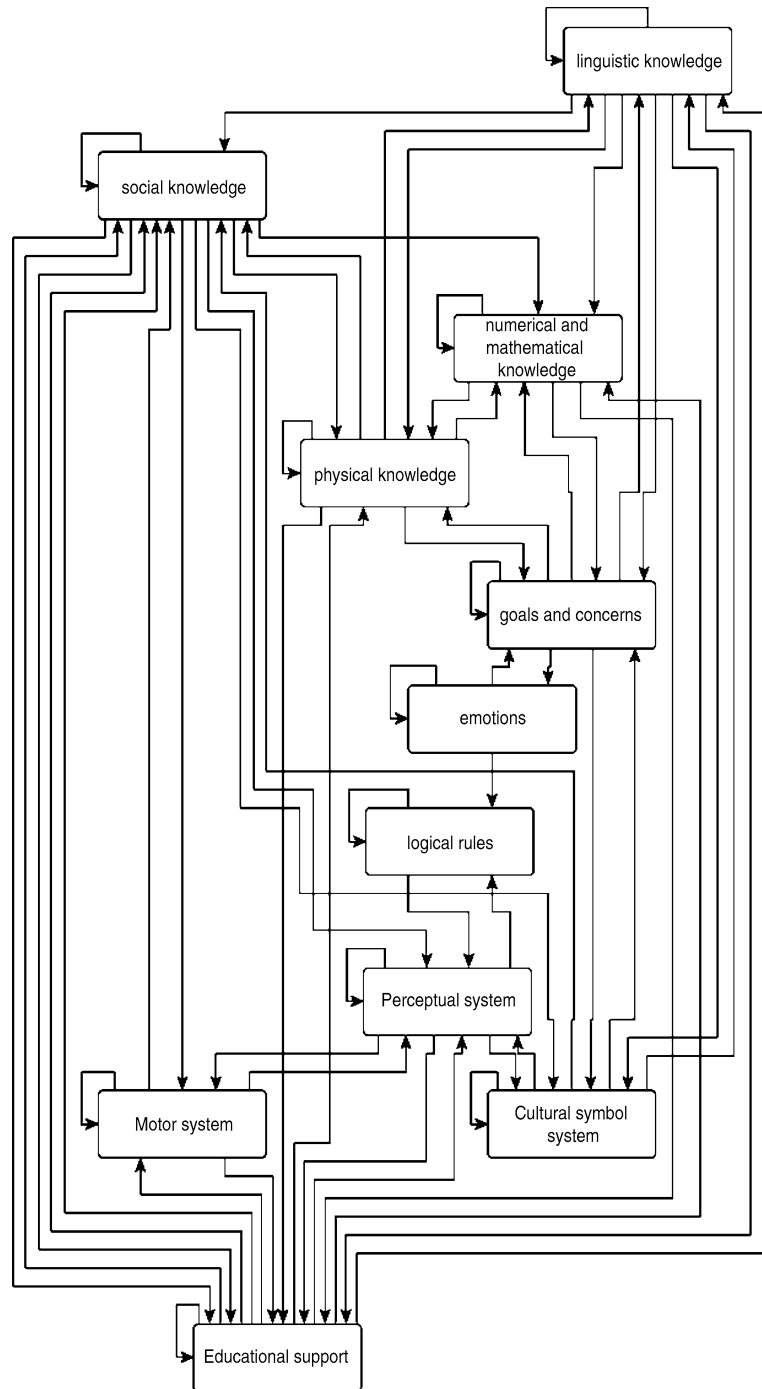 linguistic knowledge
social knowledge
numerical and
mathematical
knowledge
physical knowledge
goals and concerns
emotions
logical rules
Perceptual system
Motor system
Cultural symbol
system
Educational support